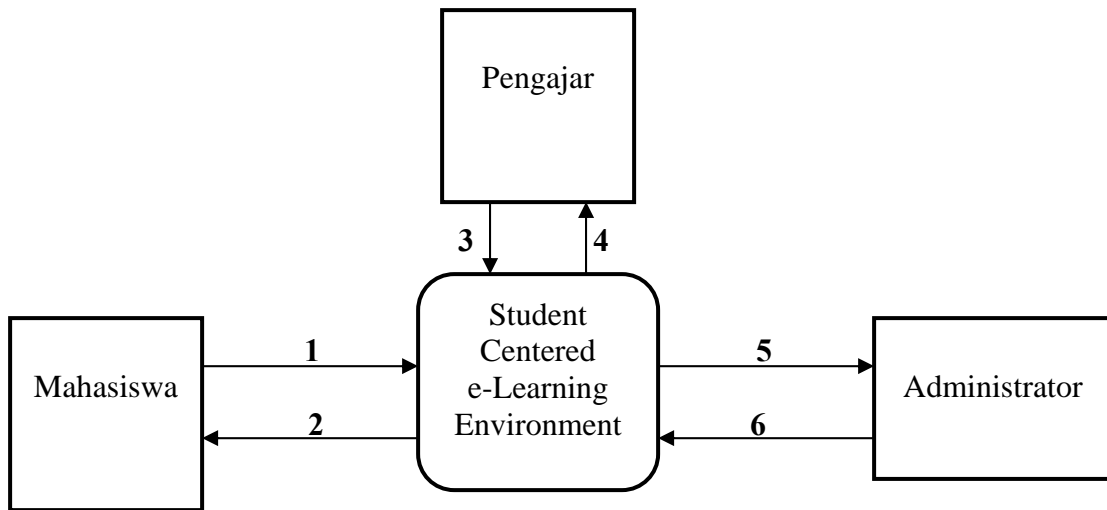 Pengajar
3
4
Student
Centered
e-Learning
Environment
Mahasiswa
1
2
5
6
Administrator